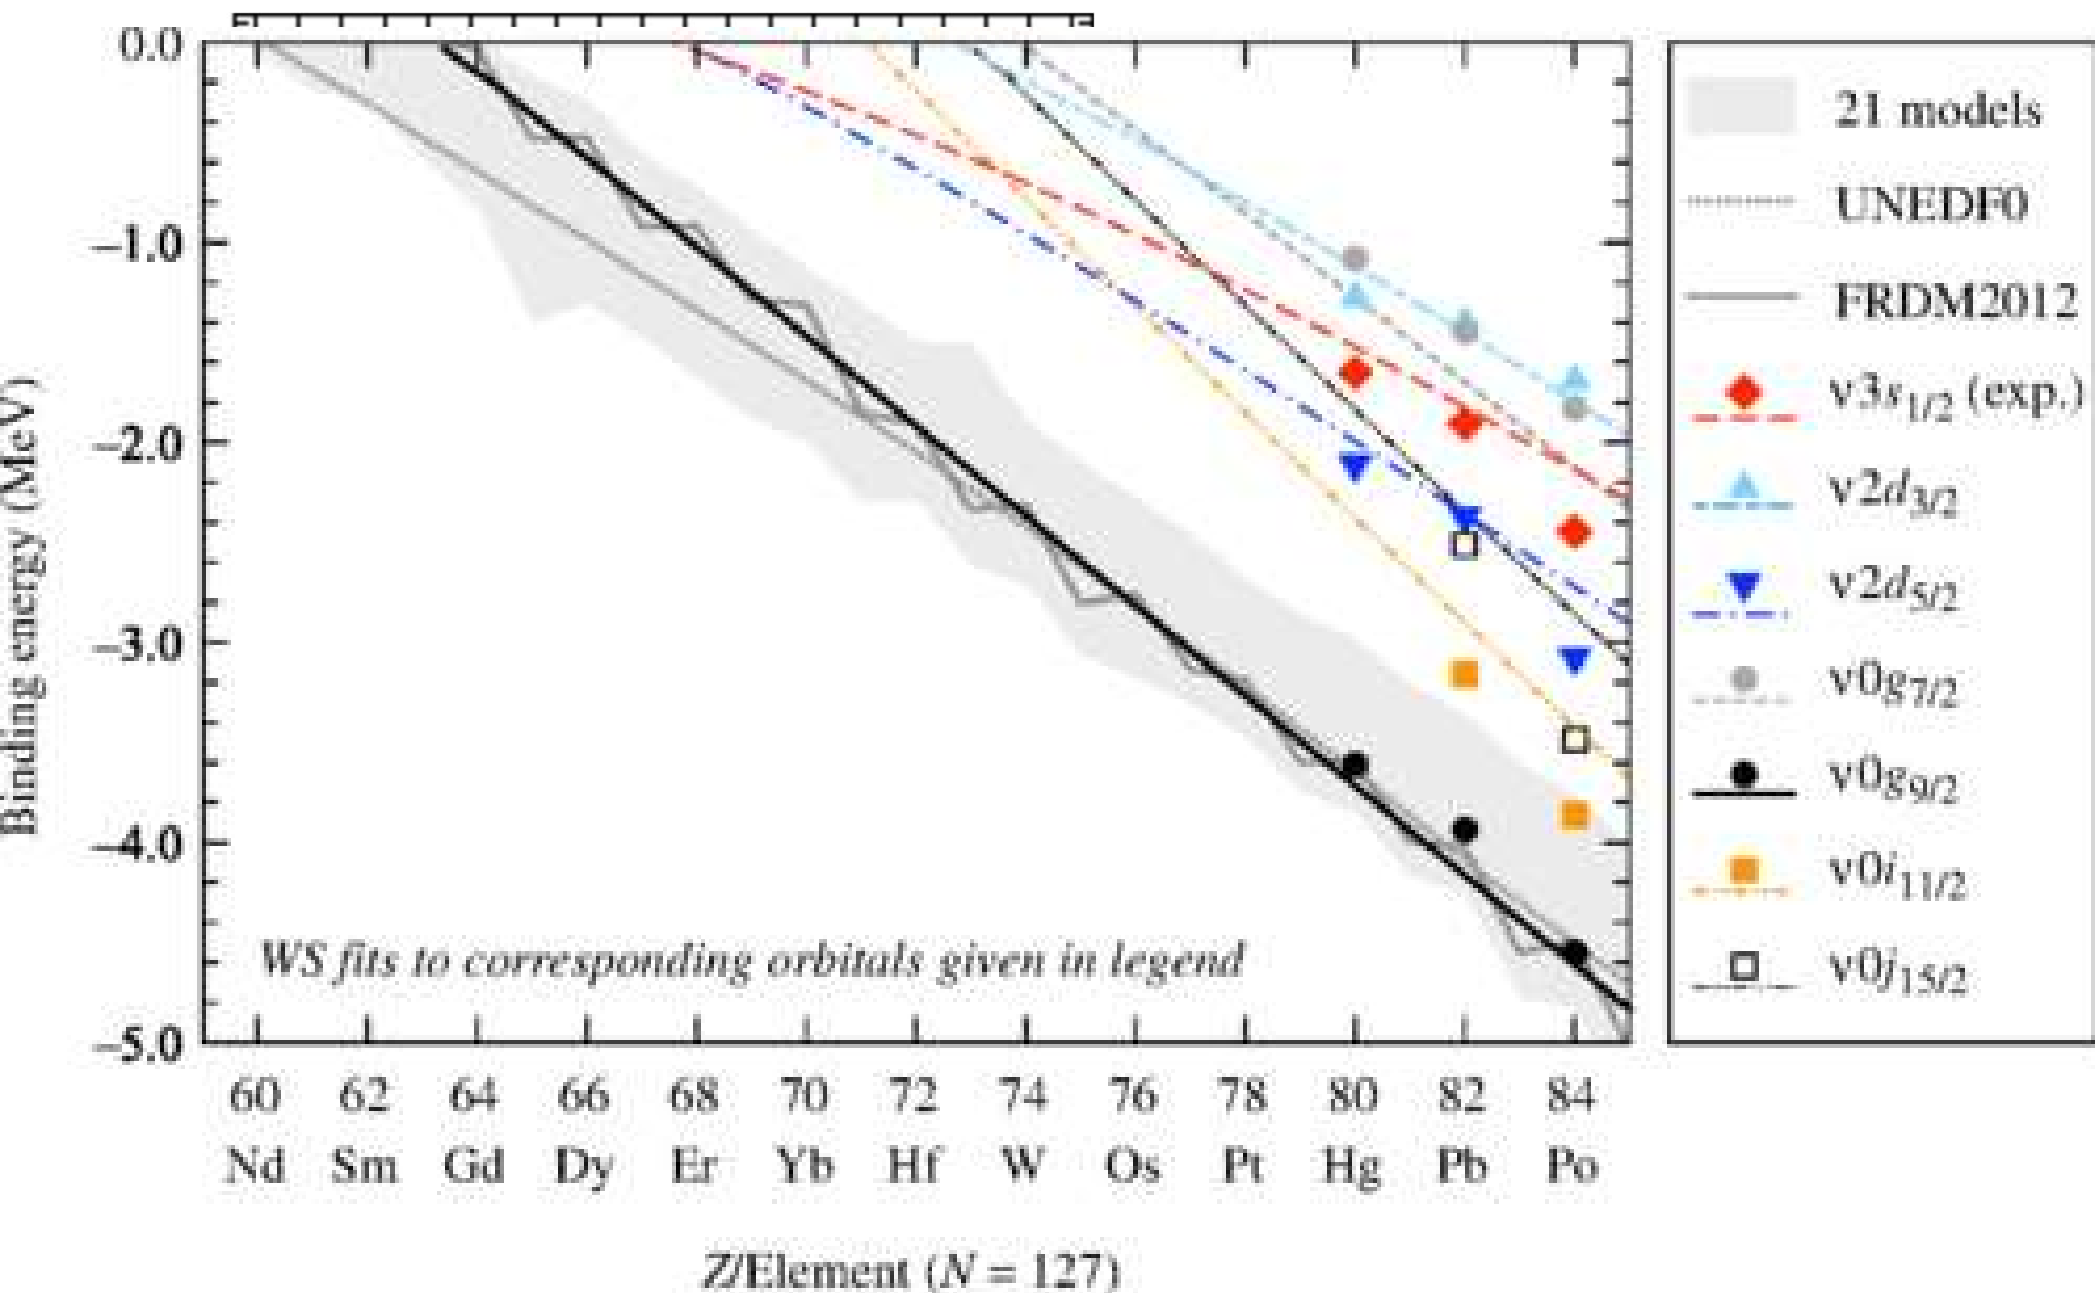 0.0
−1.0
−2.0
−3.0
−4.0
−5.0
Binding energy (MeV)
WS fits to corresponding orbitals given in legend
60 62 64 66 68 70 72 74 76 78 80 82 84
Nd Sm Gd Dy Er Yb Hf W Os Pt Hg Pb Po
Z/Element (N = 127)
21 models
UNEDF0
FRDM2012
ν3s1/2 (exp.)
ν2d3/2
ν2d5/2
ν0g7/2
ν0g9/2
ν0i11/2
ν0j15/2